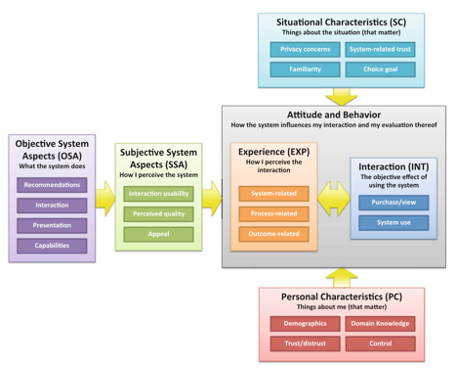 Situational Characteristics (SC)
Things about the situation (that matter)
Privacy concerns
System-related trust
Familiarity
Choice goal
Attitude and Behavior
How the system influences my interaction and my evaluation thereof
Objective System
Aspects (OSA)
What the system does
Recommendations
Interaction
Presentation
Capabilities
Subjective System
Aspects (SSA)
How I perceive the system
Interaction usability
Perceived quality
Appeal
Experience (EXP)
How I perceive the
interaction
System-related
Process-related
Outcome-related
Interaction (INT)
The objective effect of
using the system
Purchase/view
System use
Personal Characteristics (PC)
Things about me (that matter)
Demographics
Domain Knowledge
Trust/distrust
Control